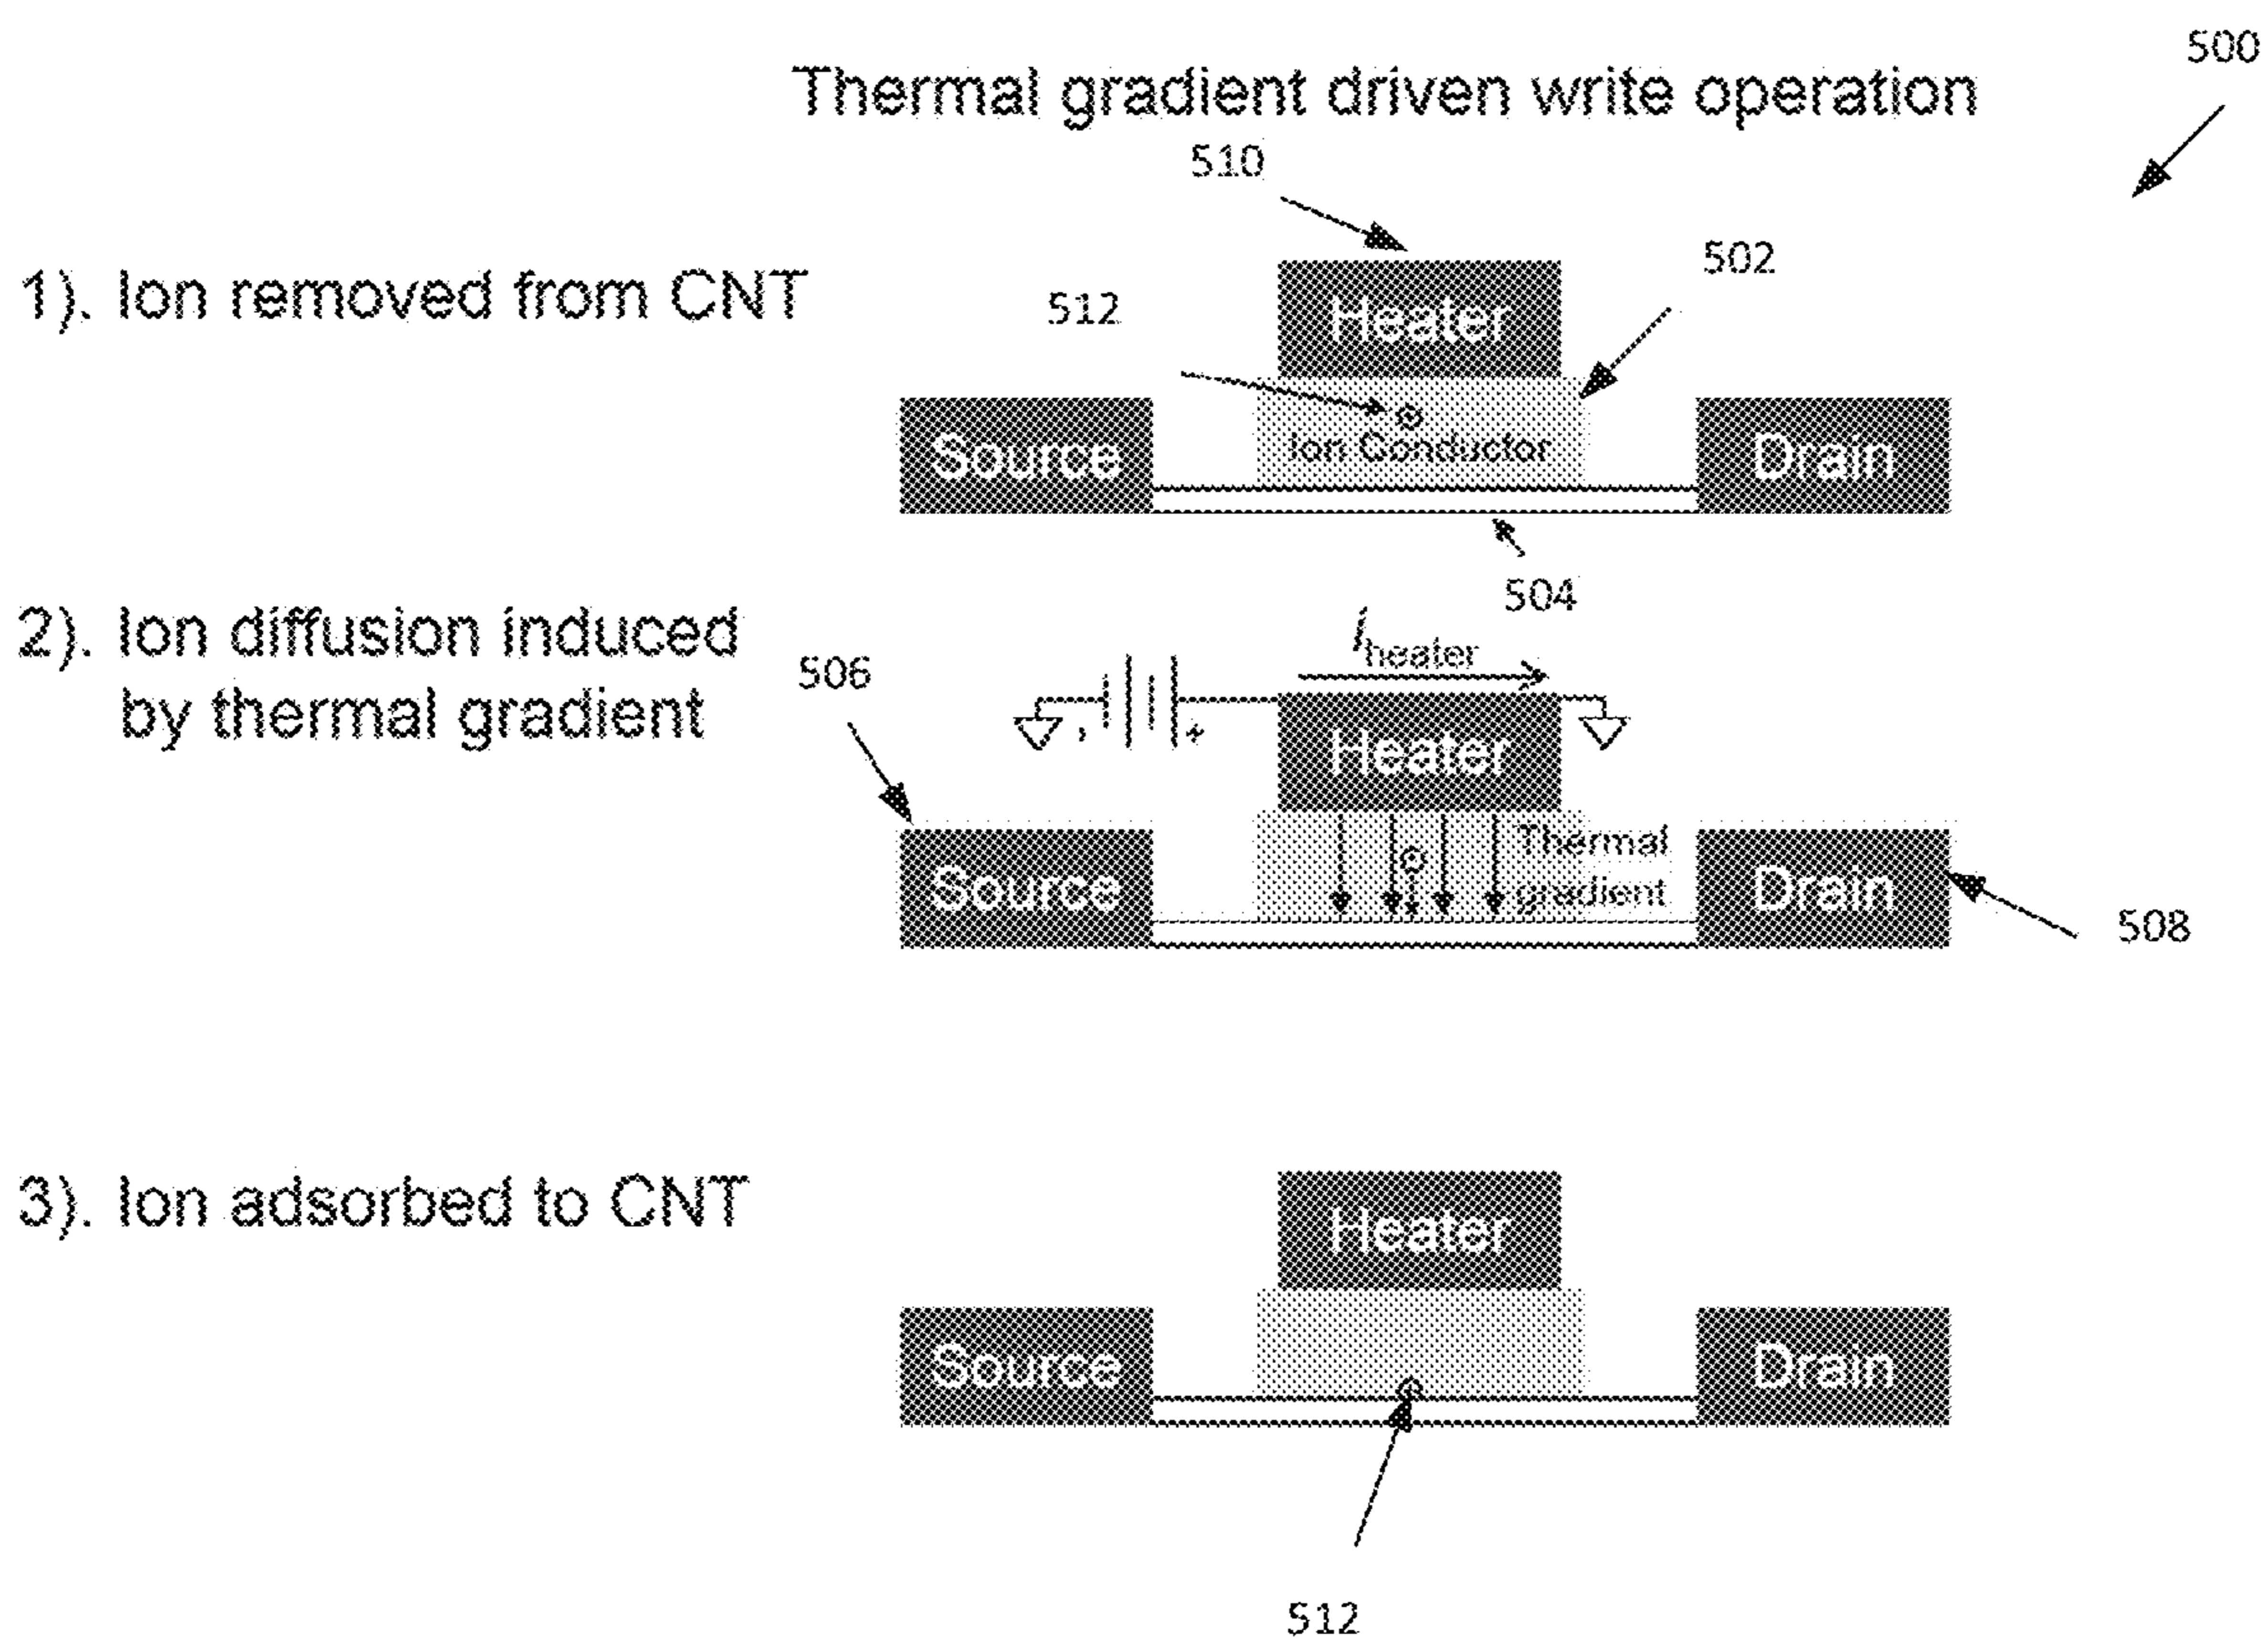 500
Thermal gradient driven write operation
510
502
1). Ion removed from CNT
512
Heater
Ion Conductor
Source
Drain
504
2). Ion diffusion induced
by thermal gradient
506
Iheater
+
Heater
Thermal
gradient
Source
Drain
508
3). Ion adsorbed to CNT
Heater
Source
Drain
512